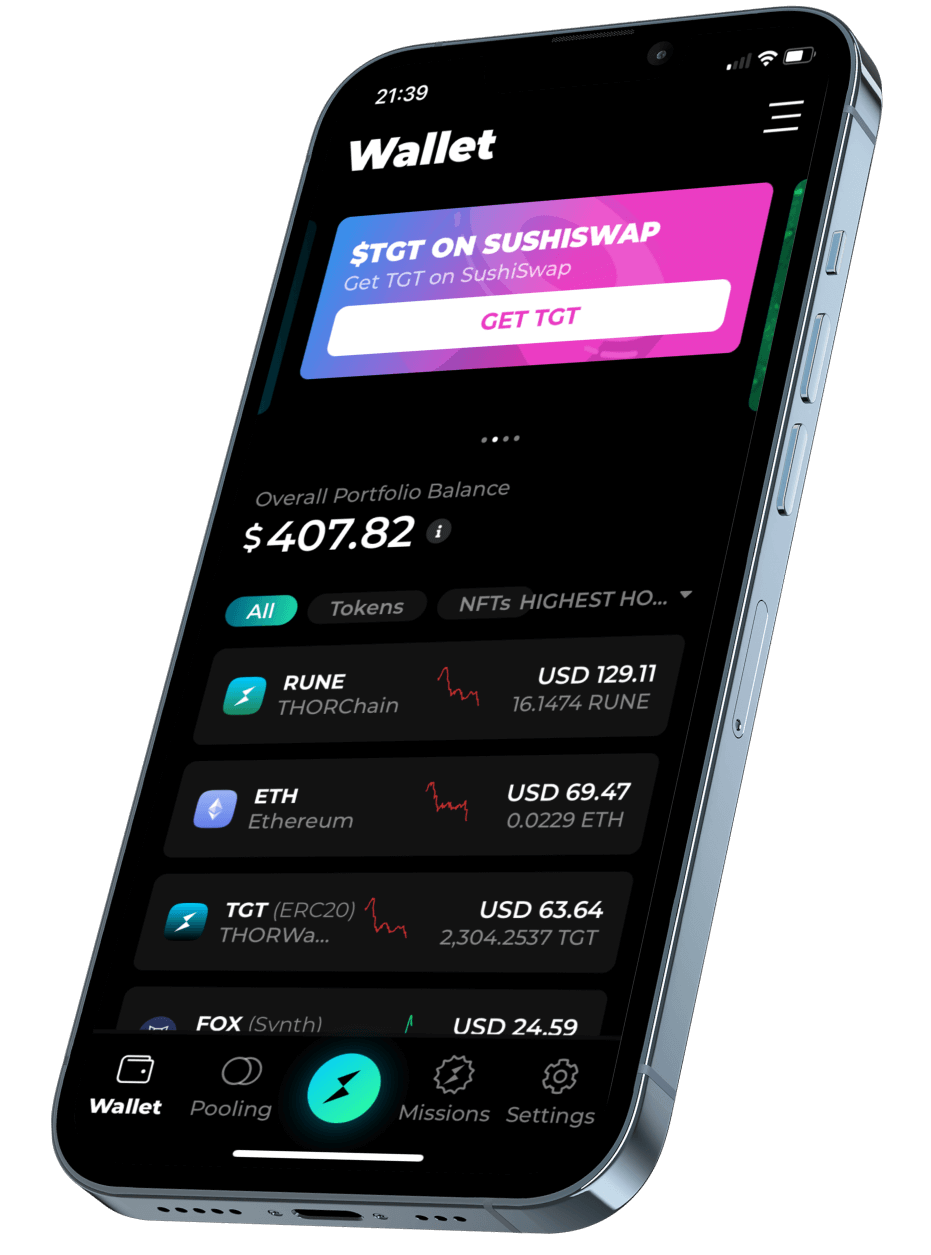 21:39
Wallet
$TGT ON SUSHISWAP
Get TGT on SushiSwap
GET TGT
Overall Portfolio Balance
$407.82 i
All Tokens NFTs HIGHEST HO...
RUNE USD 129.11
THORChain 16.1474 RUNE
ETH USD 69.47
Ethereum 0.0229 ETH
TGT (ERC20) USD 63.64
THORWa... 2,304.2537 TGT
FOX (Synth) USD 24.59
Wallet Pooling Missions Settings